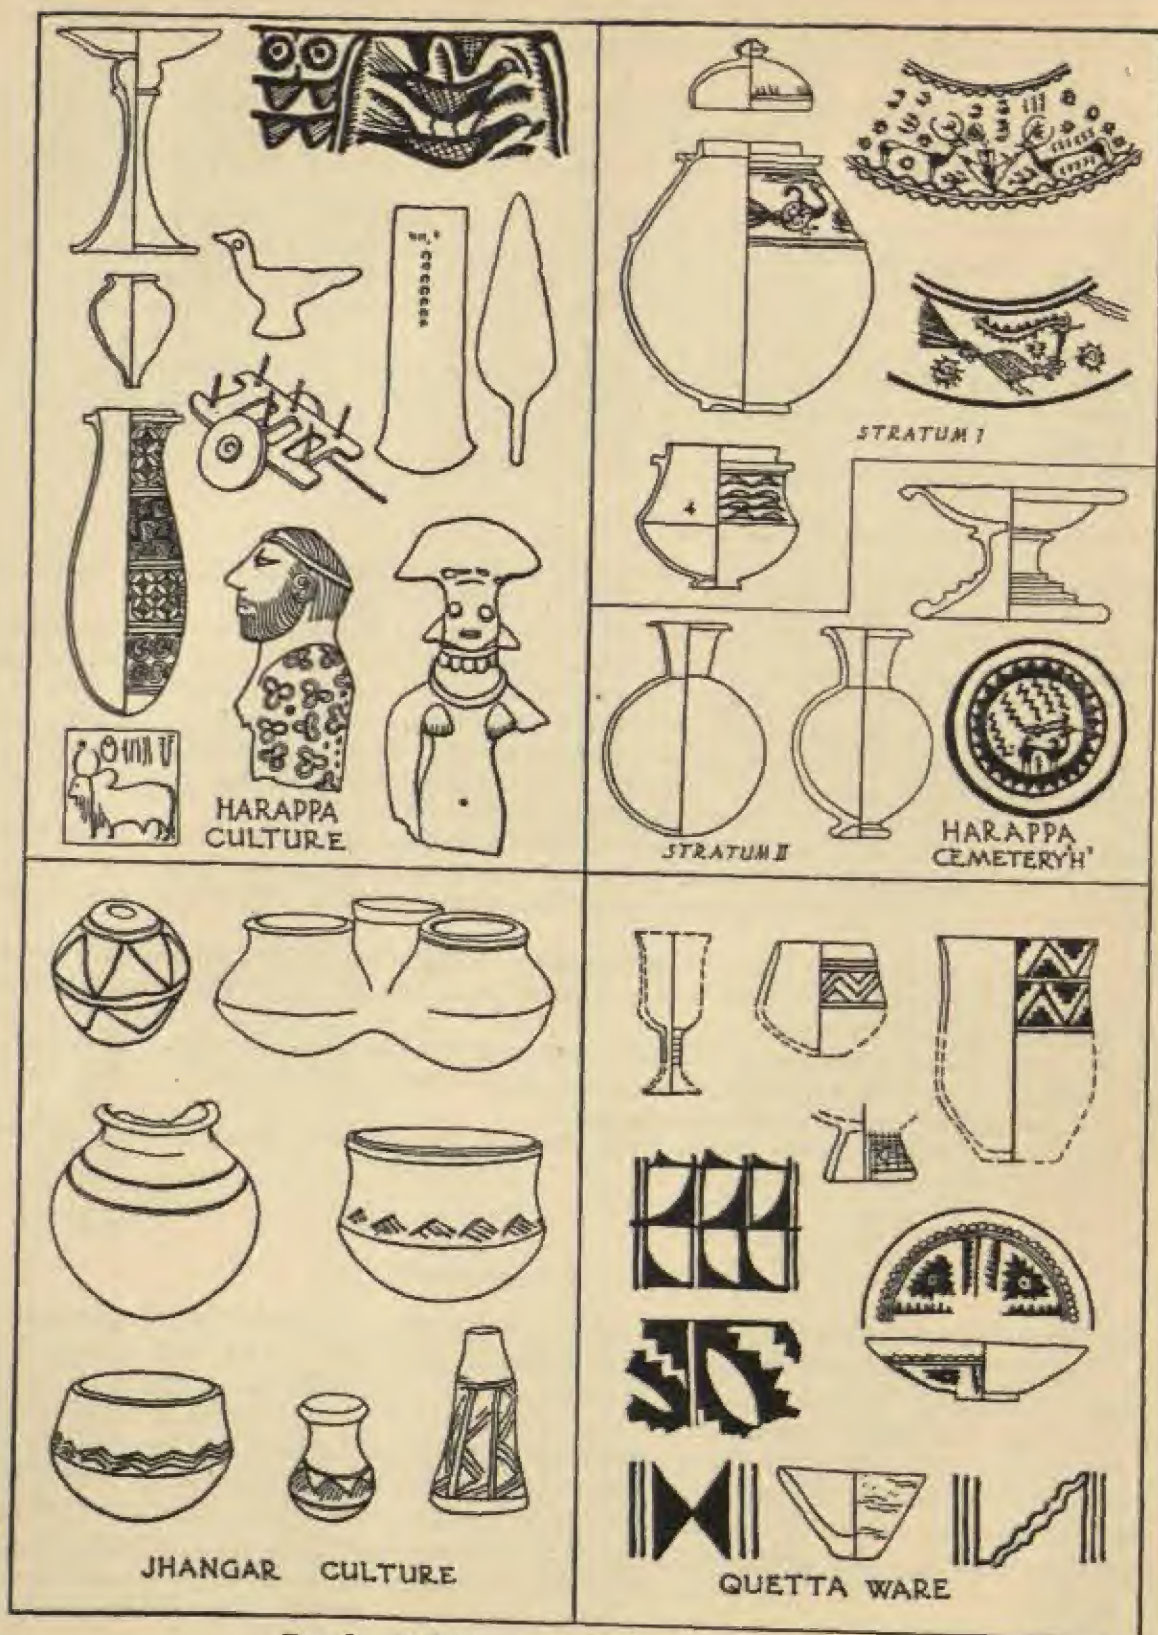 STRATUM I
HARAPPA
CULTURE
STRATUM II
HARAPPA
CEMETERY "H"
JHANGAR CULTURE
QUETTA WARE